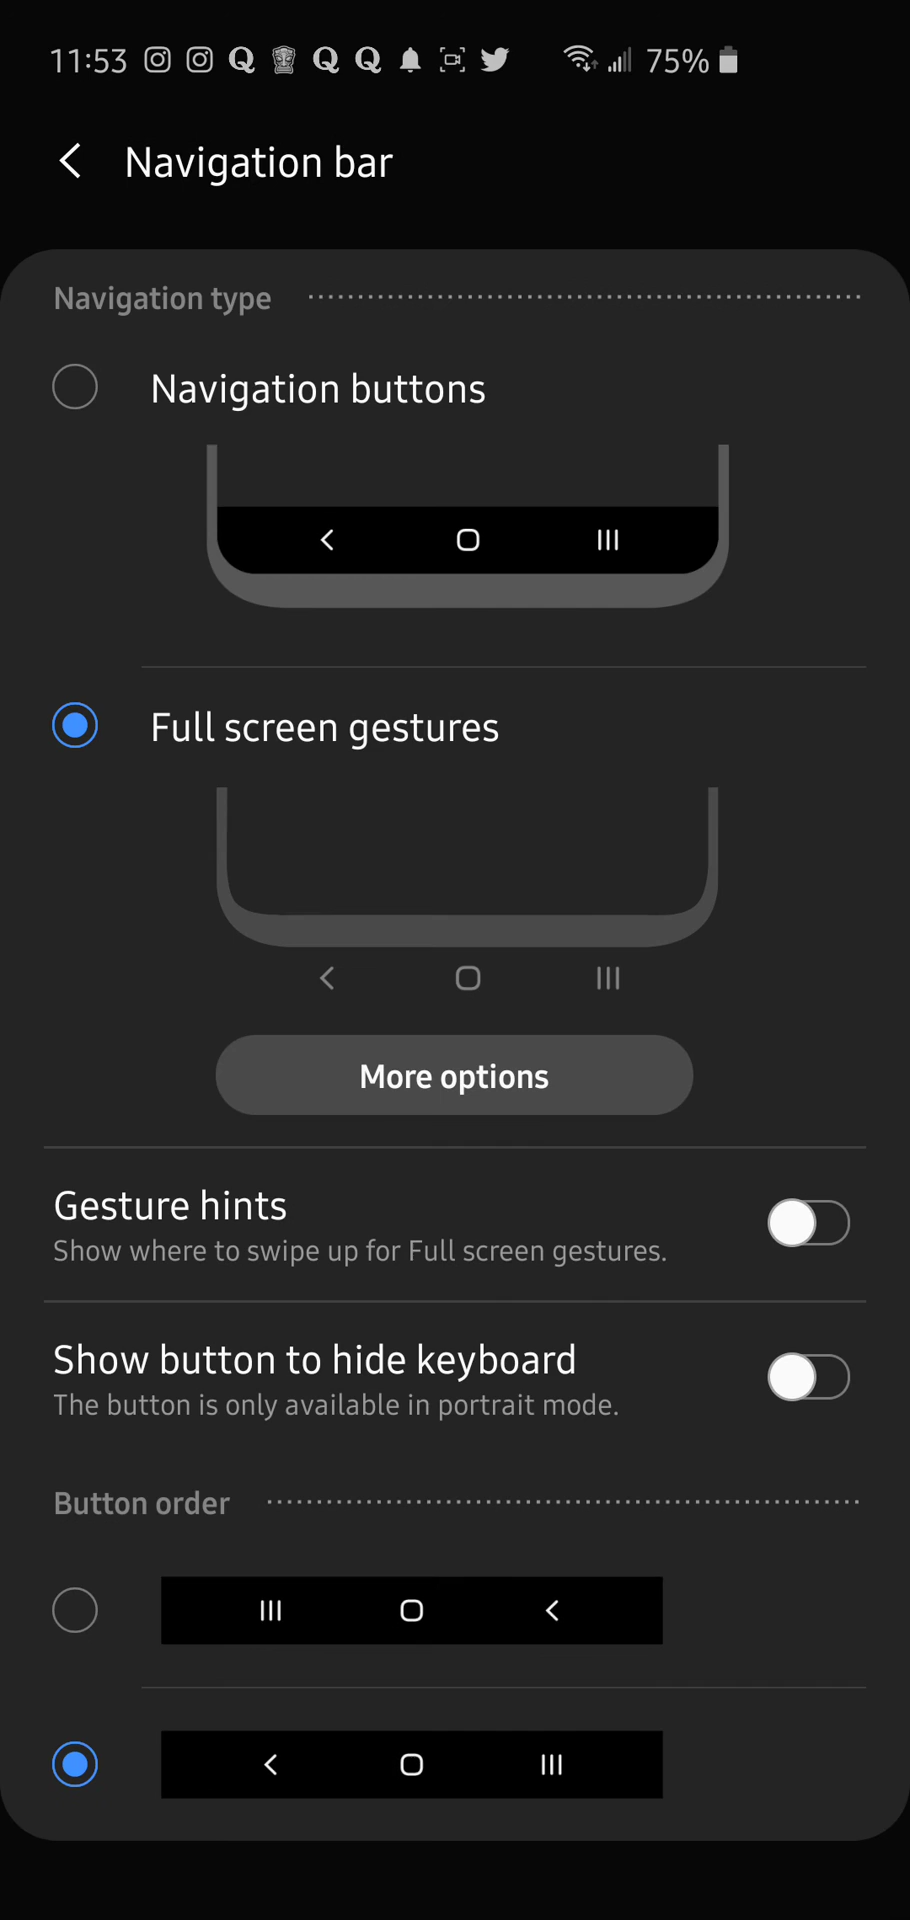 11:53 75%
Navigation bar
Navigation type
Navigation buttons
Full screen gestures
More options
Gesture hints
Show where to swipe up for Full screen gestures.
Show button to hide keyboard
The button is only available in portrait mode.
Button order